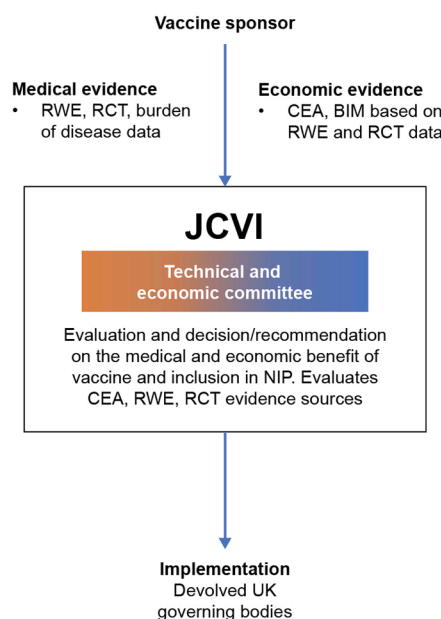 Vaccine sponsor
Medical evidence
• RWE, RCT, burden
of disease data
Economic evidence
• CEA, BIM based on
RWE and RCT data
JCVI
Technical and
economic committee
Evaluation and decision/recommendation
on the medical and economic benefit of
vaccine and inclusion in NIP. Evaluates
CEA, RWE, RCT evidence sources
Implementation
Devolved UK
governing bodies